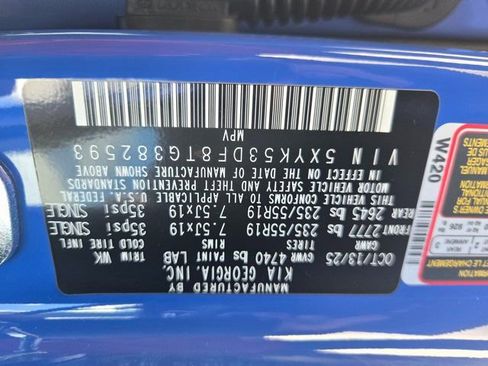 MANUFACTURED BY
KIA GEORGIA, INC.
OCT/13/25 GVWR 4740 lbs PAINT LAB TRIM WK
GAWR TIRES RIMS COLD TIRE INFL
FRONT 2777 lbs 235/55R19 7.5Jx19 35psi SINGLE
REAR 2645 lbs 235/55R19 7.5Jx19 35psi SINGLE
THIS VEHICLE CONFORMS TO ALL APPLICABLE U.S.A. FEDERAL
MOTOR VEHICLE SAFETY AND THEFT PREVENTION STANDARDS
IN EFFECT ON THE DATE OF MANUFACTURE SHOWN ABOVE
VIN 5XYK53DF8TG382593
MPV
W420